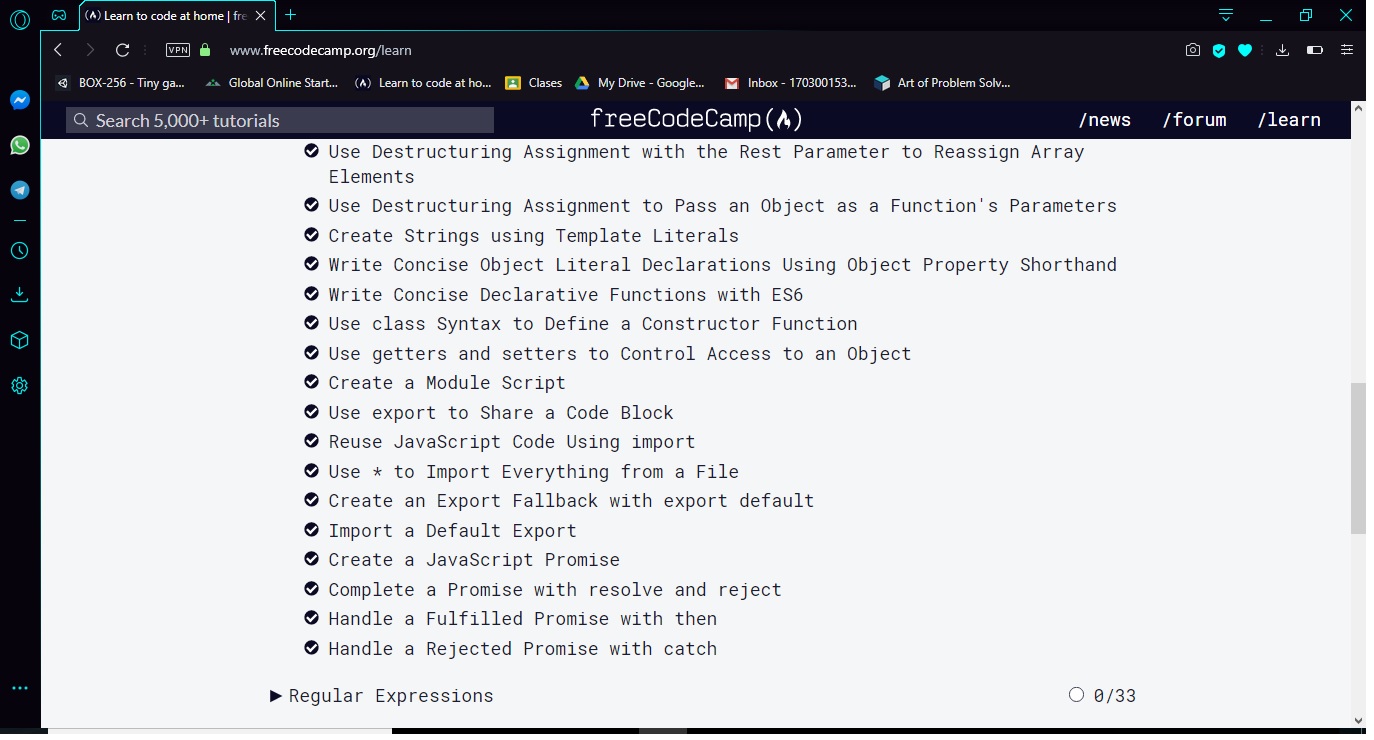 (A) Learn to code at home | fre
VPN
www.freecodecamp.org/learn
BOX-256 - Tiny ga... Global Online Start... Learn to code at ho... Clases My Drive - Google... Inbox - 170300153... Art of Problem Solv...
Search 5,000+ tutorials freeCodeCamp /news /forum /learn
Use Destructuring Assignment with the Rest Parameter to Reassign Array
Elements
Use Destructuring Assignment to Pass an Object as a Function's Parameters
Create Strings using Template Literals
Write Concise Object Literal Declarations Using Object Property Shorthand
Write Concise Declarative Functions with ES6
Use class Syntax to Define a Constructor Function
Use getters and setters to Control Access to an Object
Create a Module Script
Use export to Share a Code Block
Reuse JavaScript Code Using import
Use * to Import Everything from a File
Create an Export Fallback with export default
Import a Default Export
Create a JavaScript Promise
Complete a Promise with resolve and reject
Handle a Fulfilled Promise with then
Handle a Rejected Promise with catch
Regular Expressions 0/33